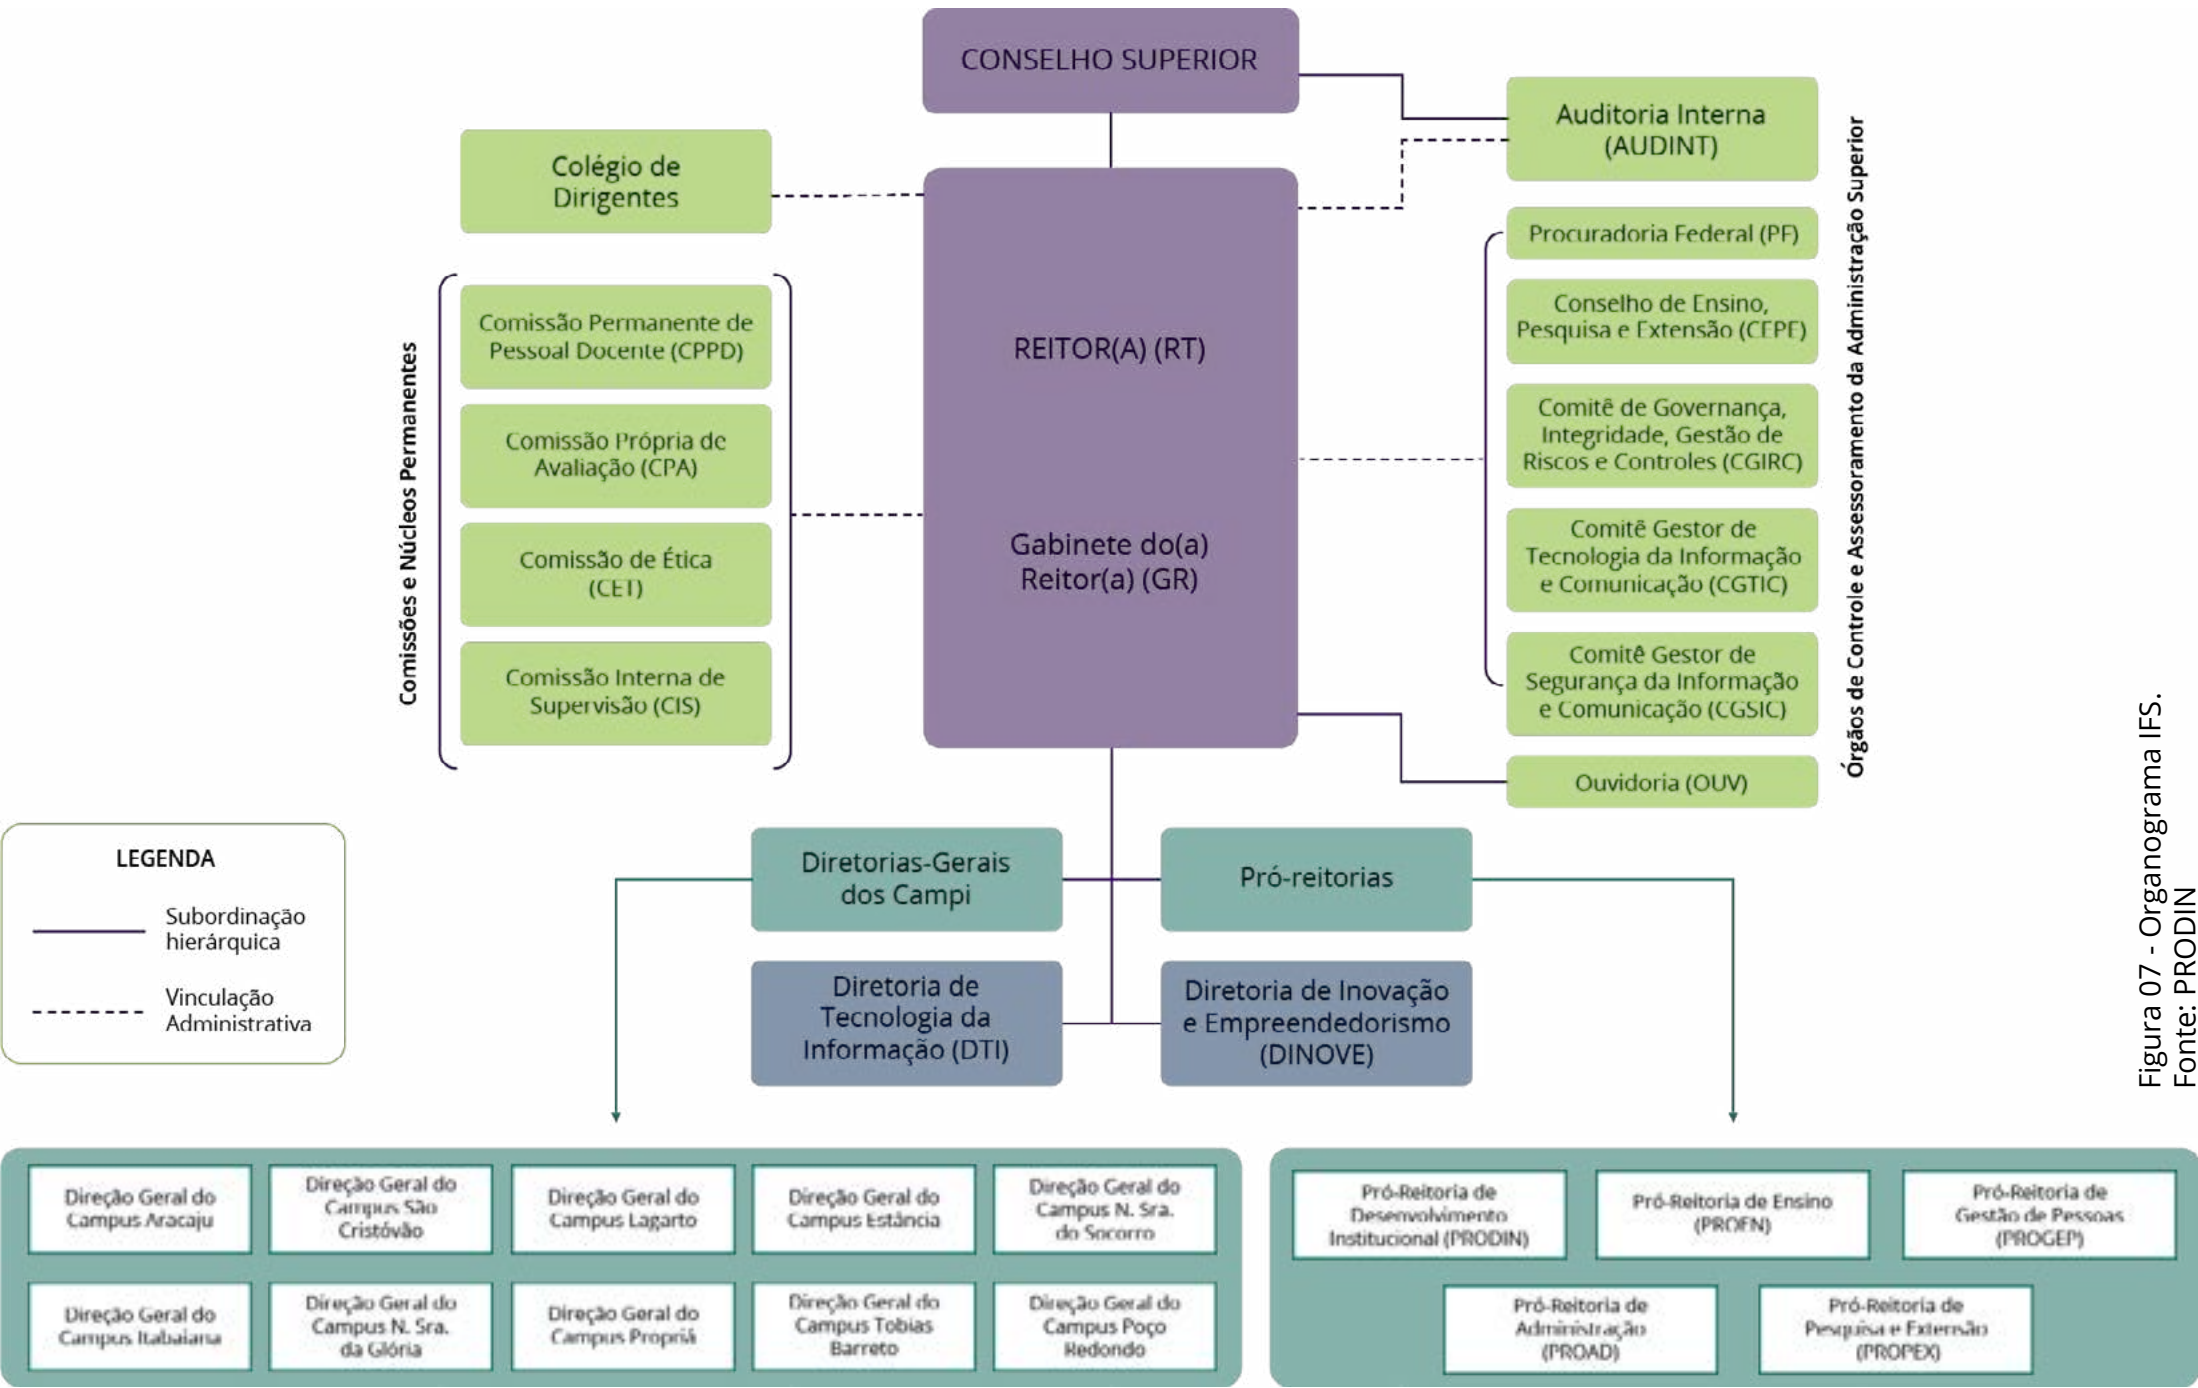 CONSELHO SUPERIOR
Auditoria Interna
(AUDINT)
Colégio de
Dirigentes
Procuradoria Federal (PF)
Conselho de Ensino,
Pesquisa e Extensão (CEPE)
Comitê de Governança,
Integridade, Gestão de
Riscos e Controles (CGIRC)
Comitê Gestor de
Tecnologia da Informação
e Comunicação (CGTIC)
Comitê Gestor de
Segurança da Informação
e Comunicação (CGSIC)
Ouvidoria (OUV)
Órgãos de Controle e Assessoramento da Administração Superior
REITOR(A) (RT)
Gabinete do(a)
Reitor(a) (GR)
Comissões e Núcleos Permanentes
Comissão Permanente de
Pessoal Docente (CPPD)
Comissão Própria de
Avaliação (CPA)
Comissão de Ética
(CET)
Comissão Interna de
Supervisão (CIS)
LEGENDA
Subordinação
hierárquica
Vinculação
Administrativa
Diretorias-Gerais
dos Campi
Pró-reitorias
Diretoria de
Tecnologia da
Informação (DTI)
Diretoria de Inovação
e Empreendedorismo
(DINOVE)
Direção Geral do
Campus Aracaju
Direção Geral do
Campus São
Cristóvão
Direção Geral do
Campus Lagarto
Direção Geral do
Campus Estância
Direção Geral do
Campus N. Sra.
do Socorro
Direção Geral do
Campus Itabaiana
Direção Geral do
Campus N. Sra.
da Glória
Direção Geral do
Campus Propriá
Direção Geral do
Campus Tobias
Barreto
Direção Geral do
Campus Poço
Redondo
Pró-Reitoria de
Desenvolvimento
Institucional (PRODIN)
Pró-Reitoria de Ensino
(PROEN)
Pró-Reitoria de
Gestão de Pessoas
(PROGEP)
Pró-Reitoria de
Administração
(PROAD)
Pró-Reitoria de
Pesquisa e Extensão
(PROPEX)
Figura 07 - Organograma IFS.
Fonte: PRODIN